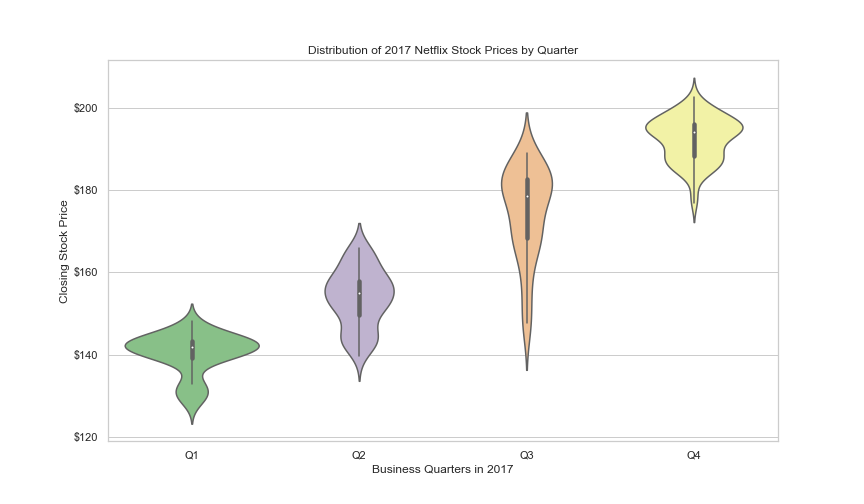 Distribution of 2017 Netflix Stock Prices by Quarter
Closing Stock Price
$200
$180
$160
$140
$120
Q1 Q2 Q3 Q4
Business Quarters in 2017